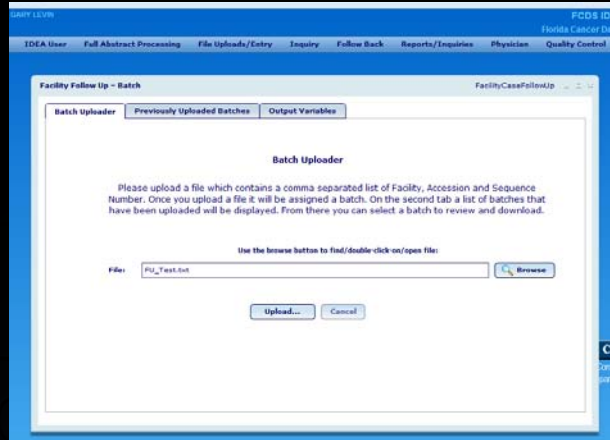 GARY LEVIN
FCDS ID
Florida Cancer Da
IDEA User Full Abstract Processing File Uploads/Entry Inquiry Follow Back Reports/Inquiries Physician Quality Control
Facility Follow Up - Batch FacilityCaseFollowUp
Batch Uploader Previously Uploaded Batches Output Variables
Batch Uploader
Please upload a file which contains a comma separated list of Facility, Accession and Sequence
Number. Once you upload a file it will be assigned a batch. On the second tab a list of batches that
have been uploaded will be displayed. From there you can select a batch to review and download.
Use the browse button to find/double-click-on/open file:
File: FU_Test.txt Browse
Upload... Cancel
C